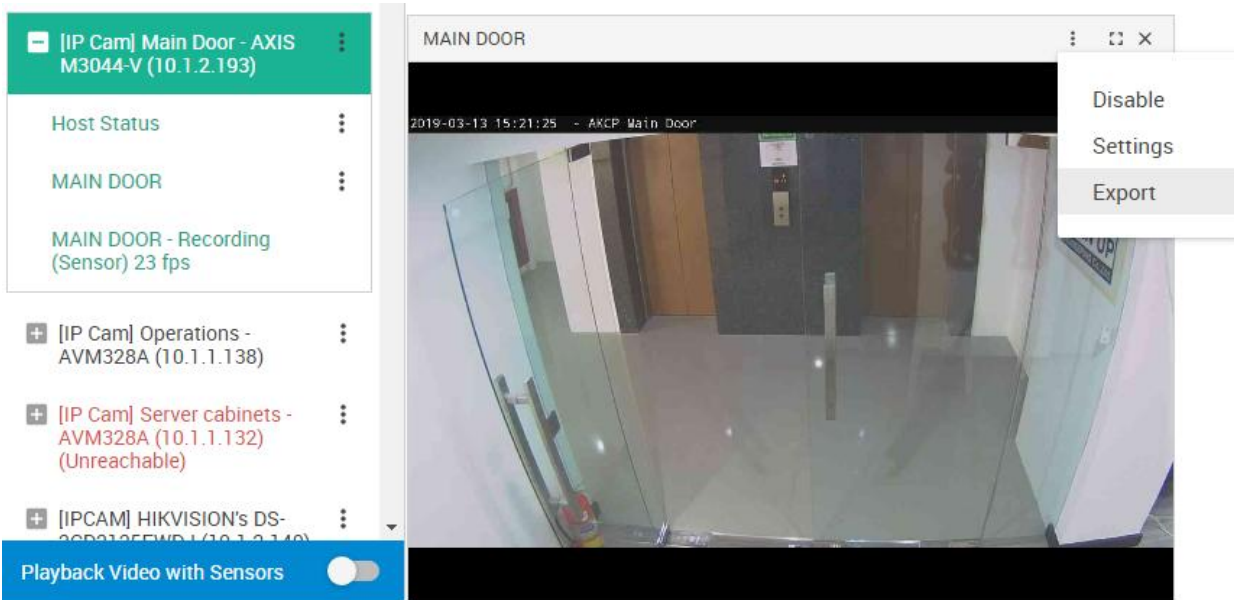 [IP Cam] Main Door - AXIS
M3044-V (10.1.2.193)
Host Status
MAIN DOOR
MAIN DOOR - Recording
(Sensor) 23 fps
[IP Cam] Operations -
AVM328A (10.1.1.138)
[IP Cam] Server cabinets -
AVM328A (10.1.1.132)
(Unreachable)
[IPCAM] HIKVISION's DS-
Playback Video with Sensors
MAIN DOOR
Disable
Settings
Export
2019-03-13 15:21:25 - AKCP Main Door
UP